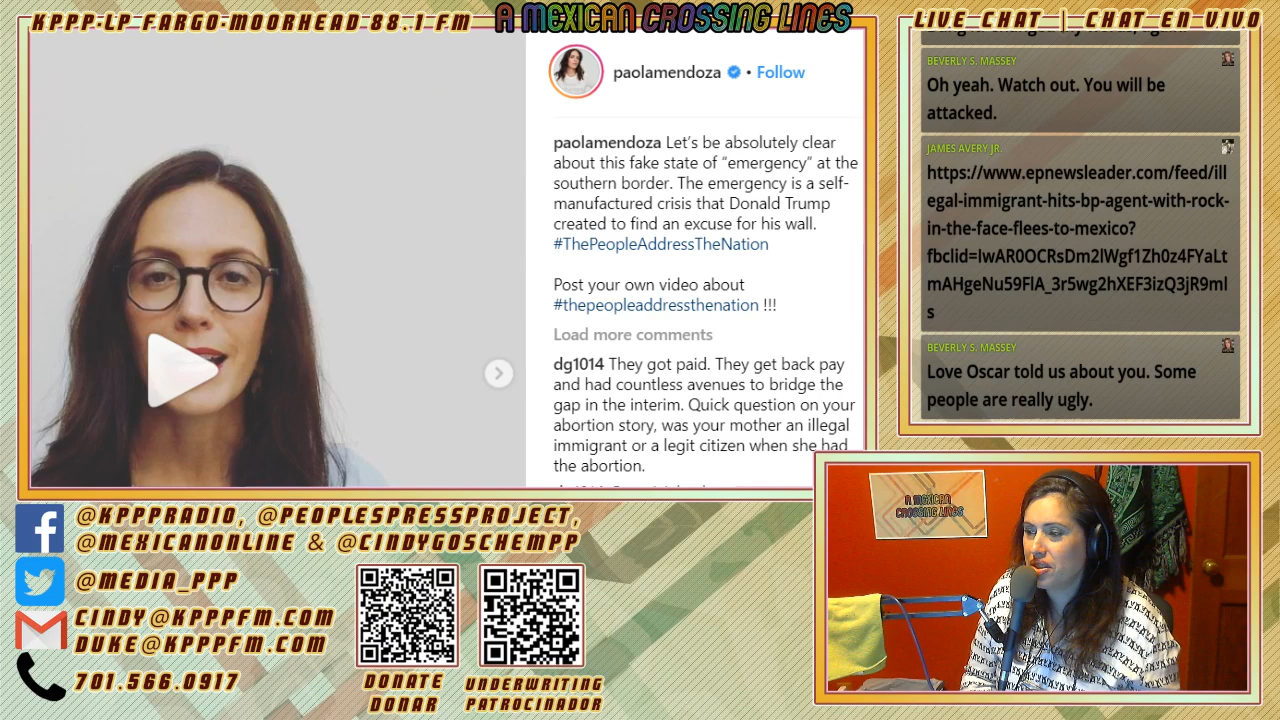 KPPP-LP FARGO-MOORHEAD 88.1 FM
A MEXICAN CROSSING LINES
LIVE CHAT | CHAT EN VIVO
paolamendoza • Follow
paolamendoza Let's be absolutely clear
about this fake state of “emergency” at the
southern border. The emergency is a self-
manufactured crisis that Donald Trump
created to find an excuse for his wall.
#ThePeopleAddressTheNation
Post your own video about
#thepeopleaddressthenation !!!
Load more comments
dg1014 They got paid. They get back pay
and had countless avenues to bridge the
gap in the interim. Quick question on your
abortion story, was your mother an illegal
immigrant or a legit citizen when she had
the abortion.
BEVERLY S. MASSEY
Oh yeah. Watch out. You will be
attacked.
JAMES AVERY JR.
https://www.epnewsleader.com/feed/ill
egal-immigrant-hits-bp-agent-with-rock-
in-the-face-flees-to-mexico?
fbclid=IwAR0OCRsDm2lWgf1Zh0z4FYaLt
mAHgeNu59FlA_3r5wg2hXEF3izQ3jR9mI
s
BEVERLY S. MASSEY
Love Oscar told us about you. Some
people are really ugly.
A MEXICAN
CROSSING LINES
@KPPPRADIO, @PEOPLESPRESSPROJECT,
@MEXICANONLINE & @CINDYGOSCHEMPP
@MEDIA_PPP
CINDY@KPPPFM.COM
DUKE@KPPPFM.COM
701.566.0917
DONATE
DONAR
UNDERWRITING
PATROCINADOR